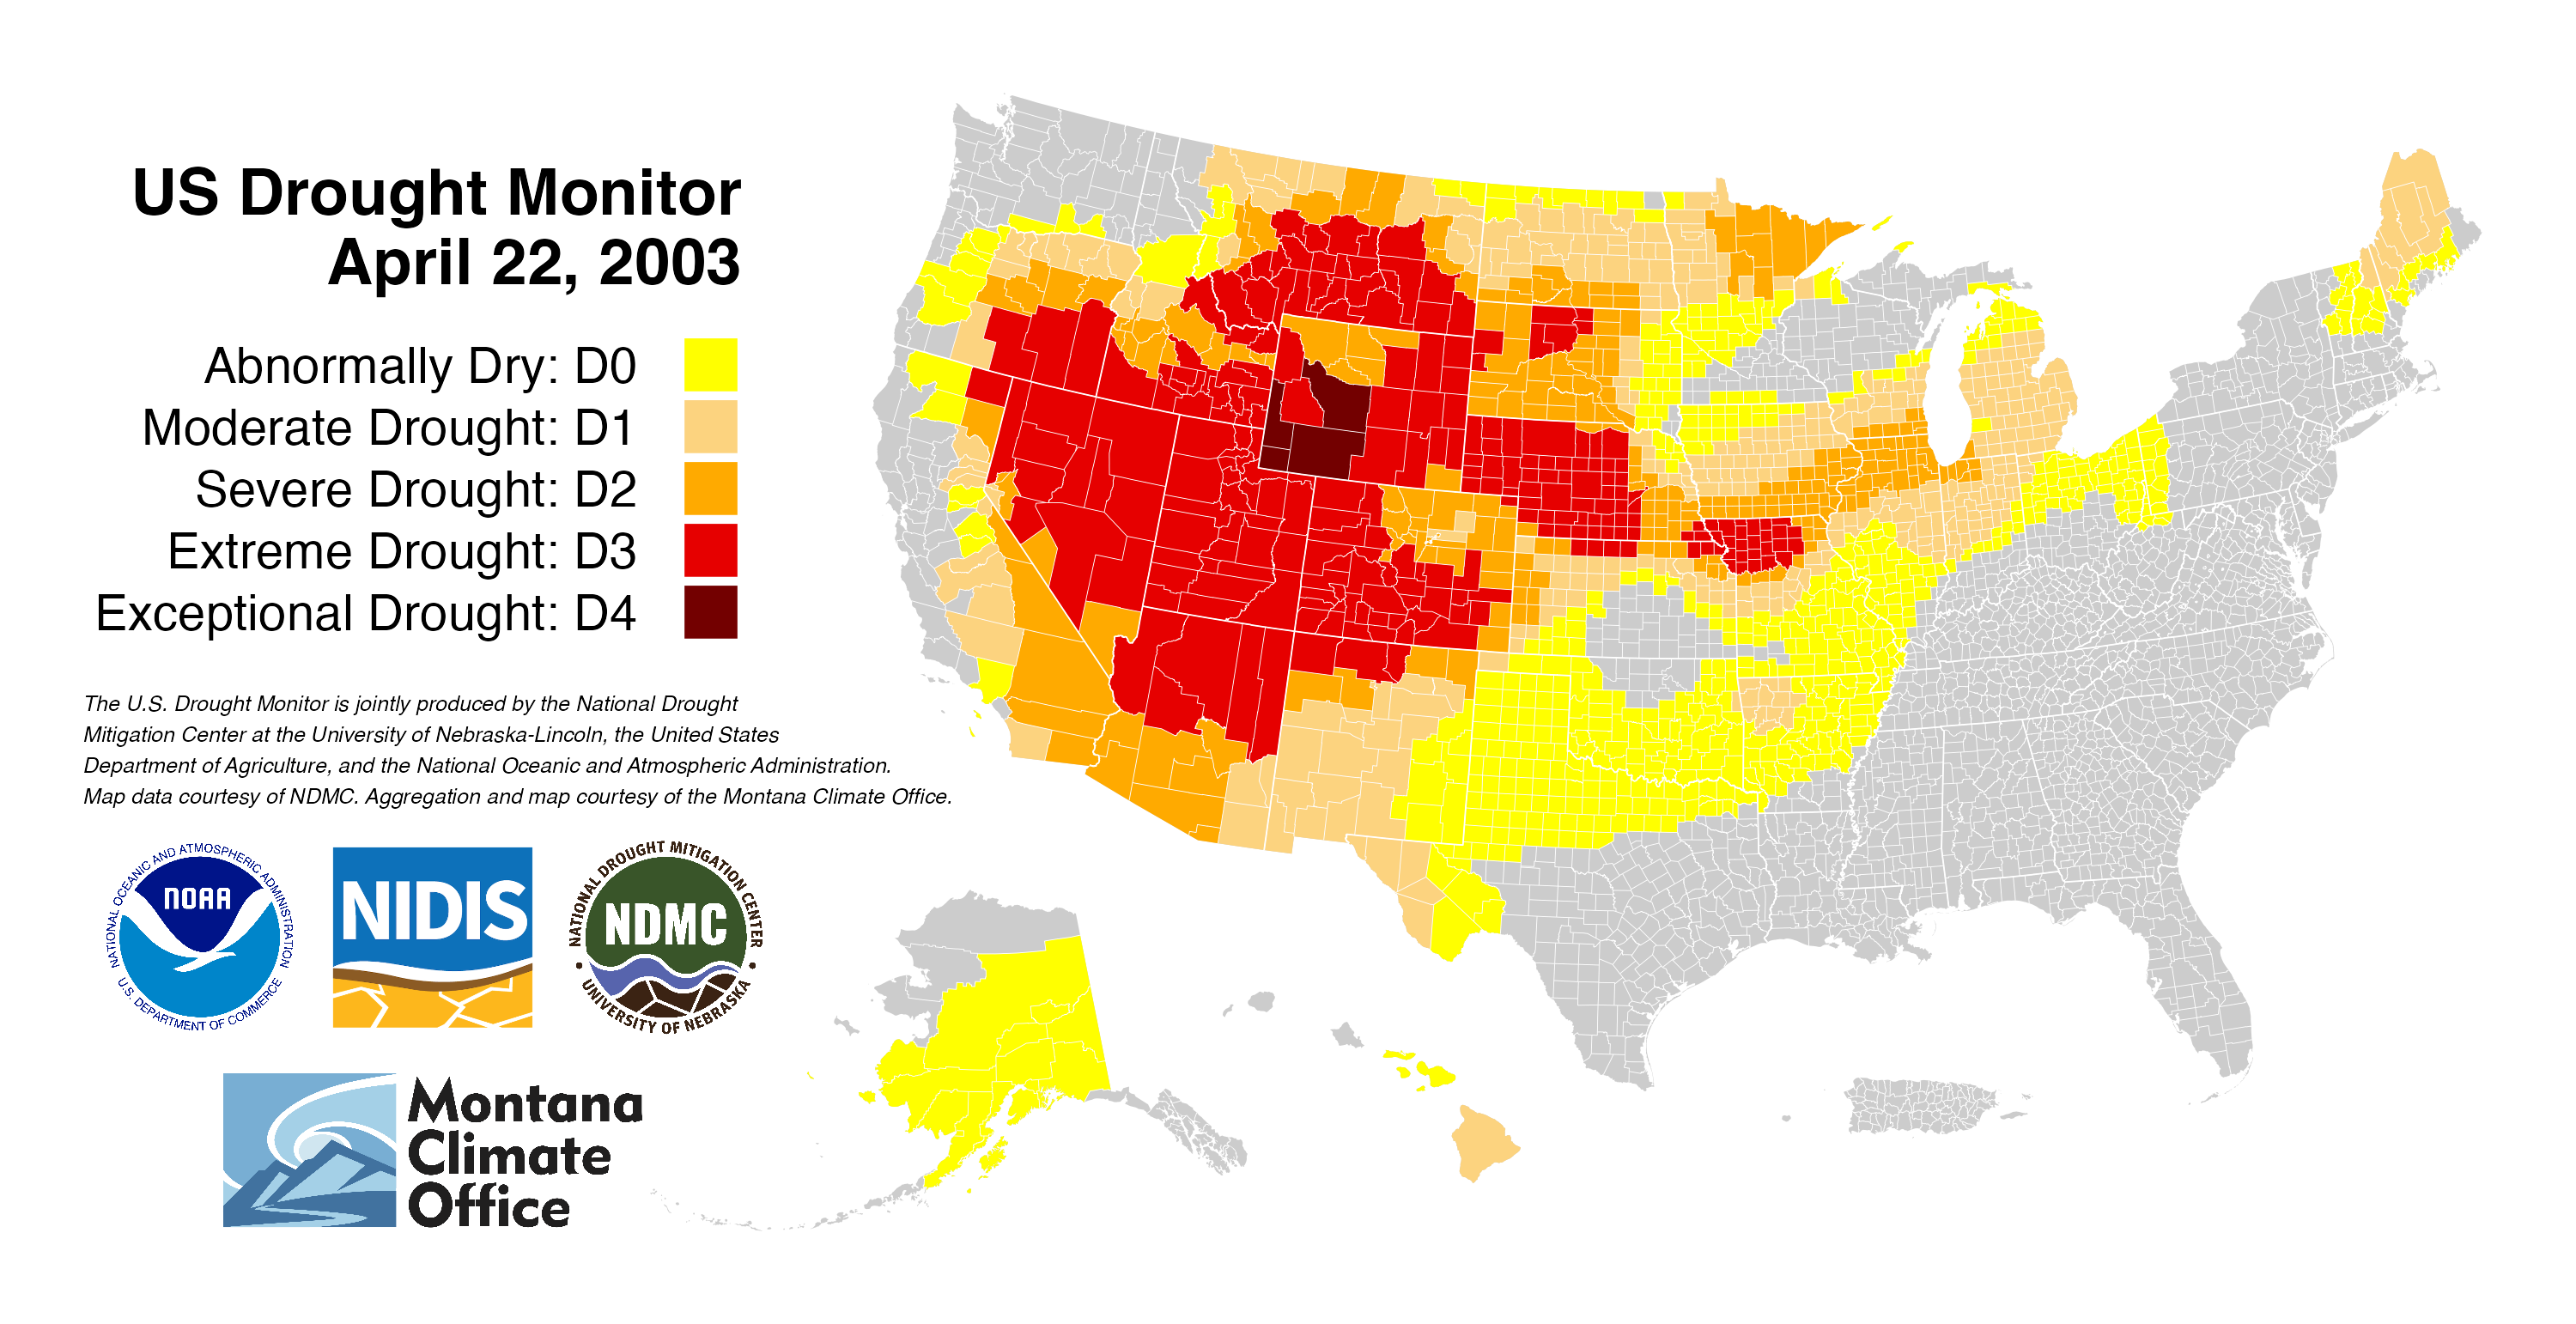 US Drought Monitor
April 22, 2003
Abnormally Dry: D0
Moderate Drought: D1
Severe Drought: D2
Extreme Drought: D3
Exceptional Drought: D4
The U.S. Drought Monitor is jointly produced by the National Drought
Mitigation Center at the University of Nebraska-Lincoln, the United States
Department of Agriculture, and the National Oceanic and Atmospheric Administration.
Map data courtesy of NDMC. Aggregation and map courtesy of the Montana Climate Office.
NATIONAL OCEANIC AND ATMOSPHERIC ADMINISTRATION
NOAA
U.S. DEPARTMENT OF COMMERCE
NIDIS
NATIONAL DROUGHT MITIGATION CENTER
NDMC
UNIVERSITY OF NEBRASKA
Montana
Climate
Office